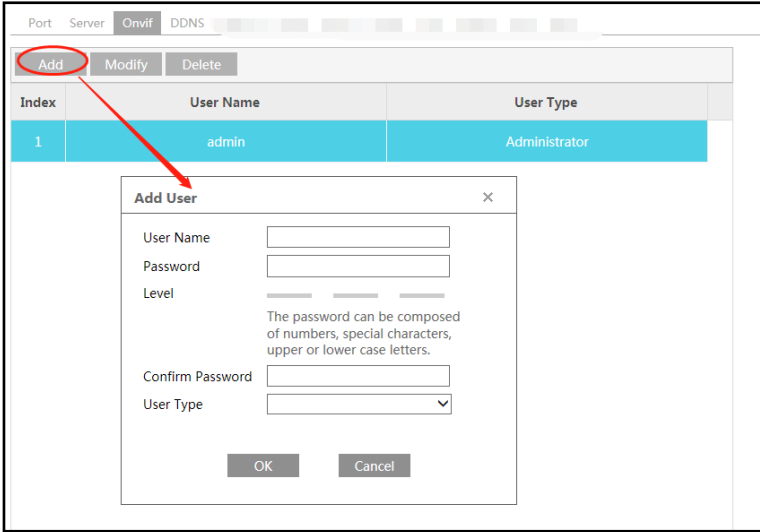 Port Server Onvif DDNS
Add Modify Delete
Index User Name User Type
1 admin Administrator
Add User ×
User Name
Password
Level
The password can be composed
of numbers, special characters,
upper or lower case letters.
Confirm Password
User Type
OK Cancel